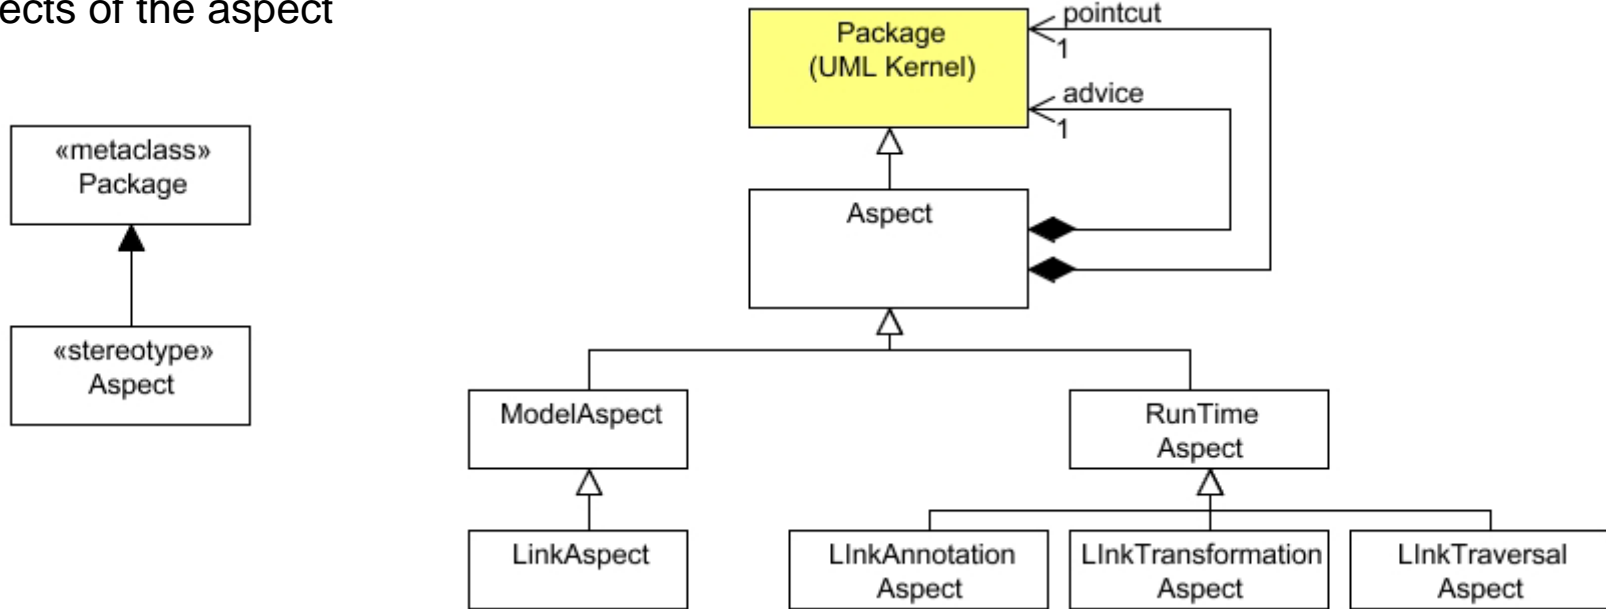 ects of the aspect
«metaclass»
Package
«stereotype»
Aspect
Package
(UML Kernel)
pointcut
1
advice
1
Aspect
ModelAspect
RunTime
Aspect
LinkAspect
LInkAnnotation
Aspect
LInkTransformation
Aspect
LInkTraversal
Aspect